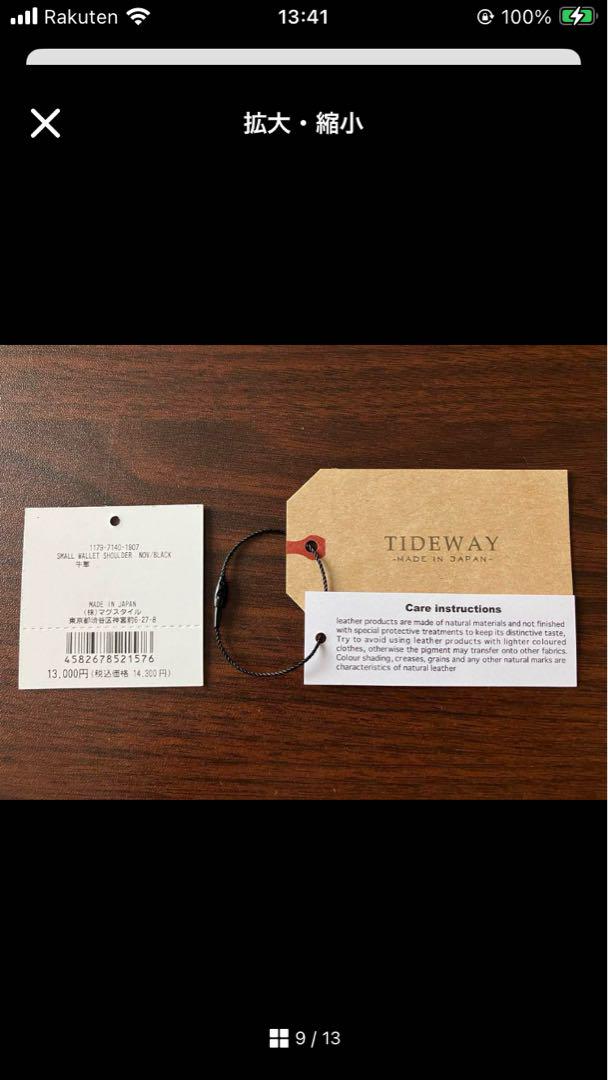 Rakuten
13:41
100%
拡大・縮小
1179-7140-1907
SMALL WALLET SHOULDER NOV/BLACK
牛革
MADE IN JAPAN
(株)マグスタイル
東京都渋谷区神宮前6-27-8
4582678521576
13,000円(税込価格 14,300円)
TIDEWAY
-MADE IN JAPAN-
Care instructions
leather products are made of natural materials and not finished
with special protective treatments to keep its distinctive taste,
Try to avoid using leather products with lighter coloured
clothes, otherwise the pigment may transfer onto other fabrics.
Colour shading, creases, grains and any other natural marks are
characteristics of natural leather
9 / 13